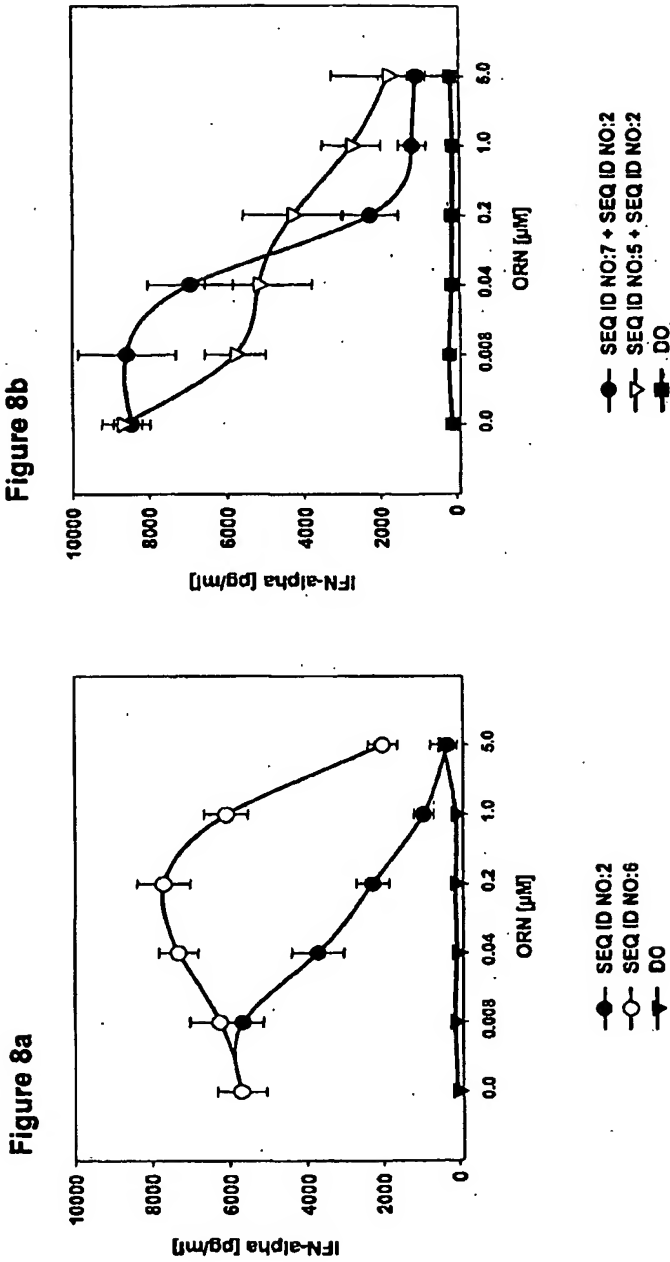 Figure 8a
IFN-alpha [pg/ml]
10000
8000
6000
4000
2000
0
0.0 0.008 0.04 0.2 1.0 5.0
ORN [µM]
SEQ ID NO:2
SEQ ID NO:6
DO
Figure 8b
IFN-alpha [pg/ml]
10000
8000
6000
4000
2000
0
0.0 0.008 0.04 0.2 1.0 5.0
ORN [µM]
SEQ ID NO:7 + SEQ ID NO:2
SEQ ID NO:5 + SEQ ID NO:2
DO